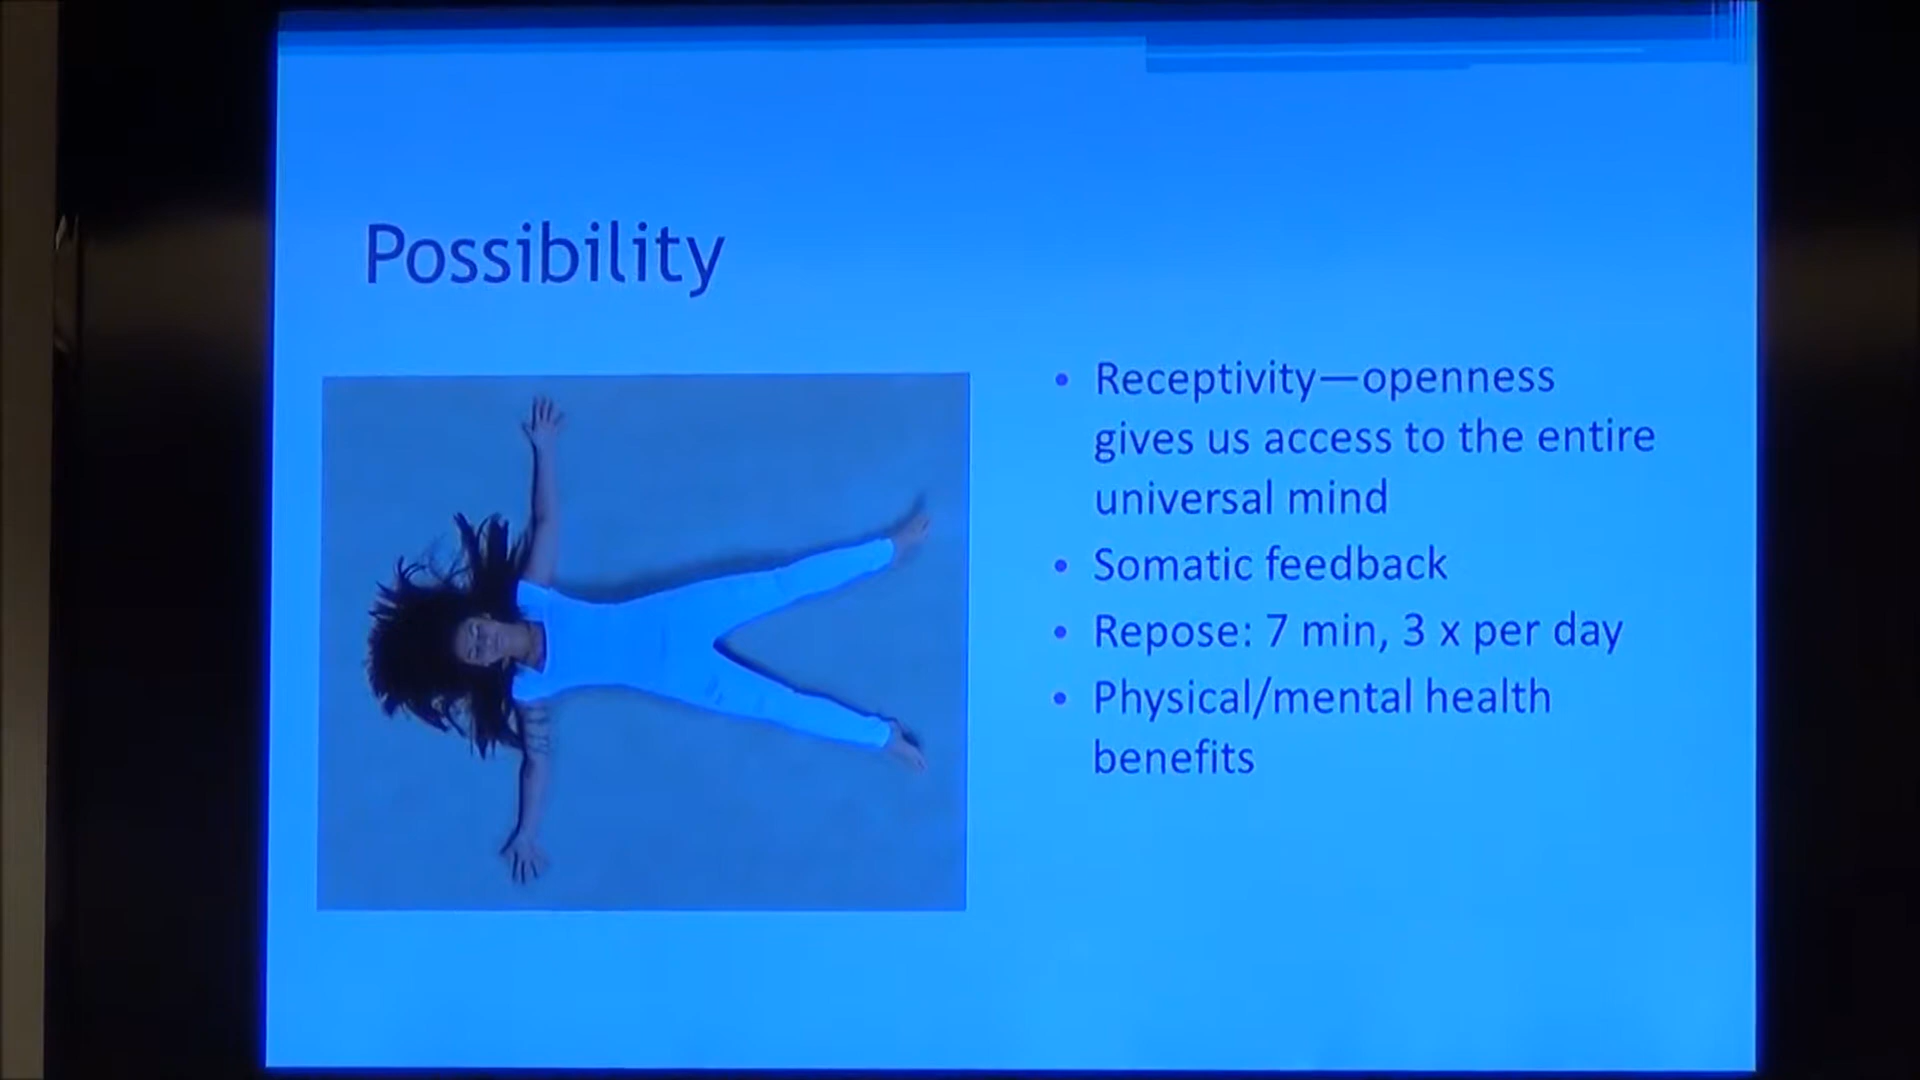 Possibility
• Receptivity—openness
gives us access to the entire
universal mind
• Somatic feedback
• Repose: 7 min, 3 x per day
• Physical/mental health
benefits